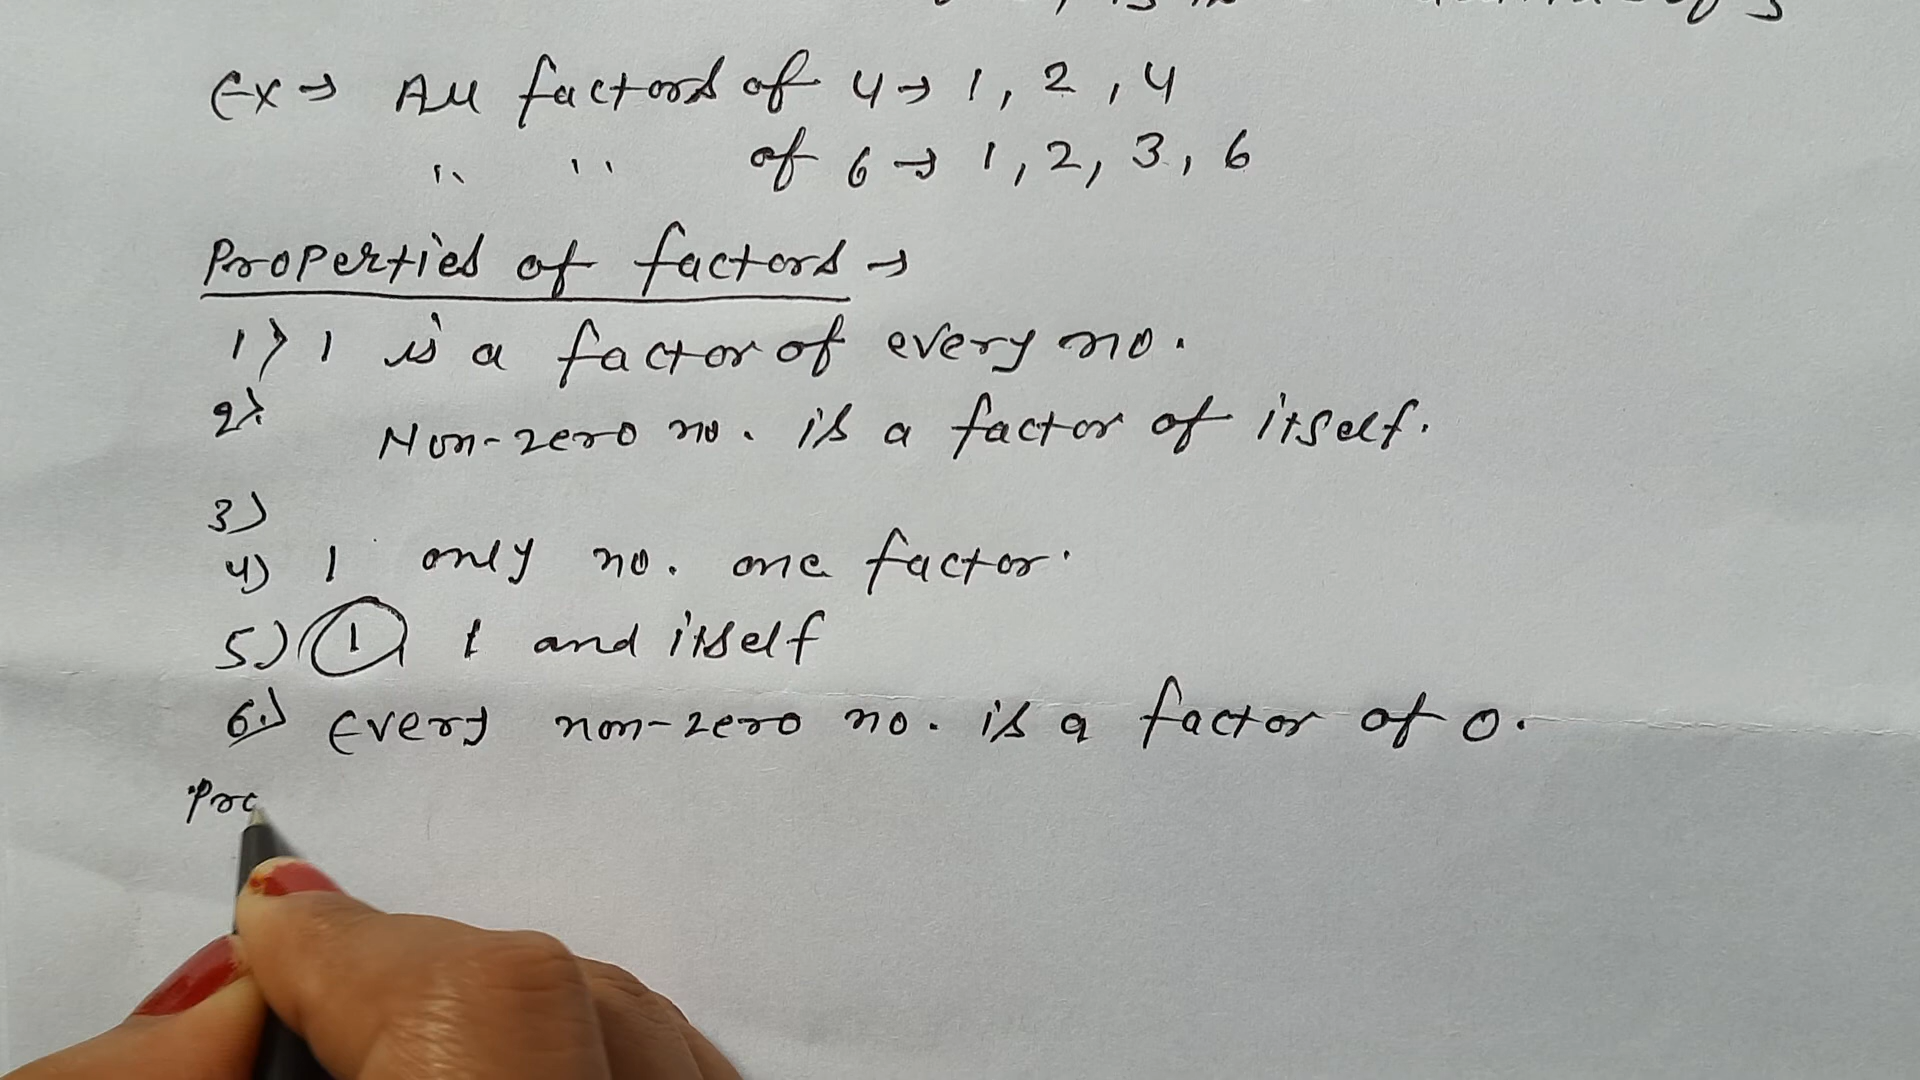 Ex → All factors of 4 → 1, 2, 4
" " of 6 → 1, 2, 3, 6
Properties of factors →
1) 1 is a factor of every no.
2) Non-zero no. is a factor of itself.
3)
4) 1 only no. one factor.
5) 1 1 and itself
6.) Every non-zero no. is a factor of 0.
Pro